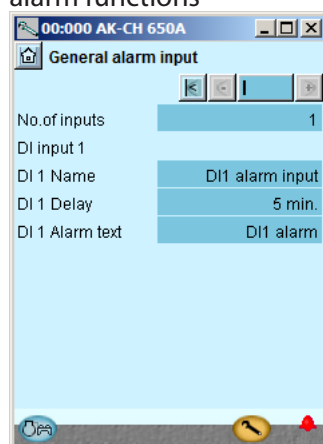 alarm functions
00:000 AK-CH 650A
General alarm input
No.of inputs 1
DI input 1
DI 1 Name DI1 alarm input
DI 1 Delay 5 min.
DI 1 Alarm text DI1 alarm